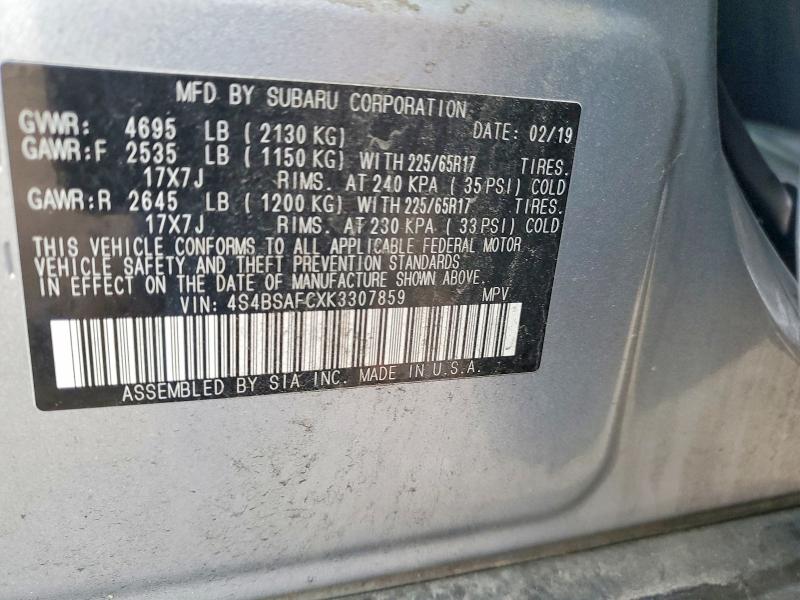 MFD BY SUBARU CORPORATION
GVWR: 4695 LB ( 2130 KG) DATE: 02/19
GAWR:F 2535 LB ( 1150 KG) WITH 225/65R17 TIRES.
17X7J RIMS. AT 240 KPA ( 35 PSI) COLD
GAWR:R 2645 LB ( 1200 KG) WITH 225/65R17 TIRES.
17X7J RIMS. AT 230 KPA ( 33 PSI) COLD
THIS VEHICLE CONFORMS TO ALL APPLICABLE FEDERAL MOTOR
VEHICLE SAFETY AND THEFT PREVENTION STANDARDS
IN EFFECT ON THE DATE OF MANUFACTURE SHOWN ABOVE.
VIN: 4S4BSAFCXK3307859 MPV
ASSEMBLED BY SIA INC. MADE IN U.S.A.